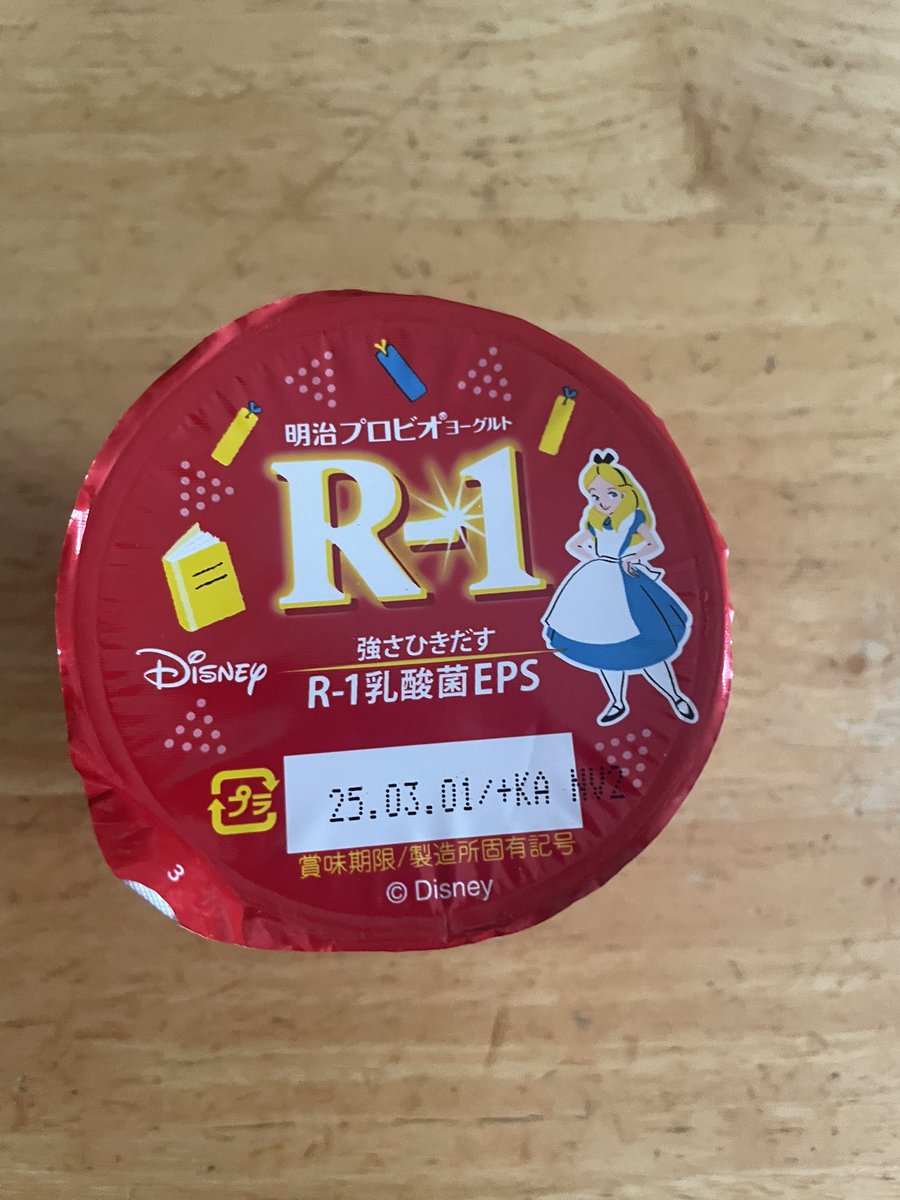 明治プロビオ®ヨーグルト
R-1
強さひきだす
R-1乳酸菌EPS
Disney
プラ
25.03.01/+KA NV2
賞味期限/製造所固有記号
© Disney
3